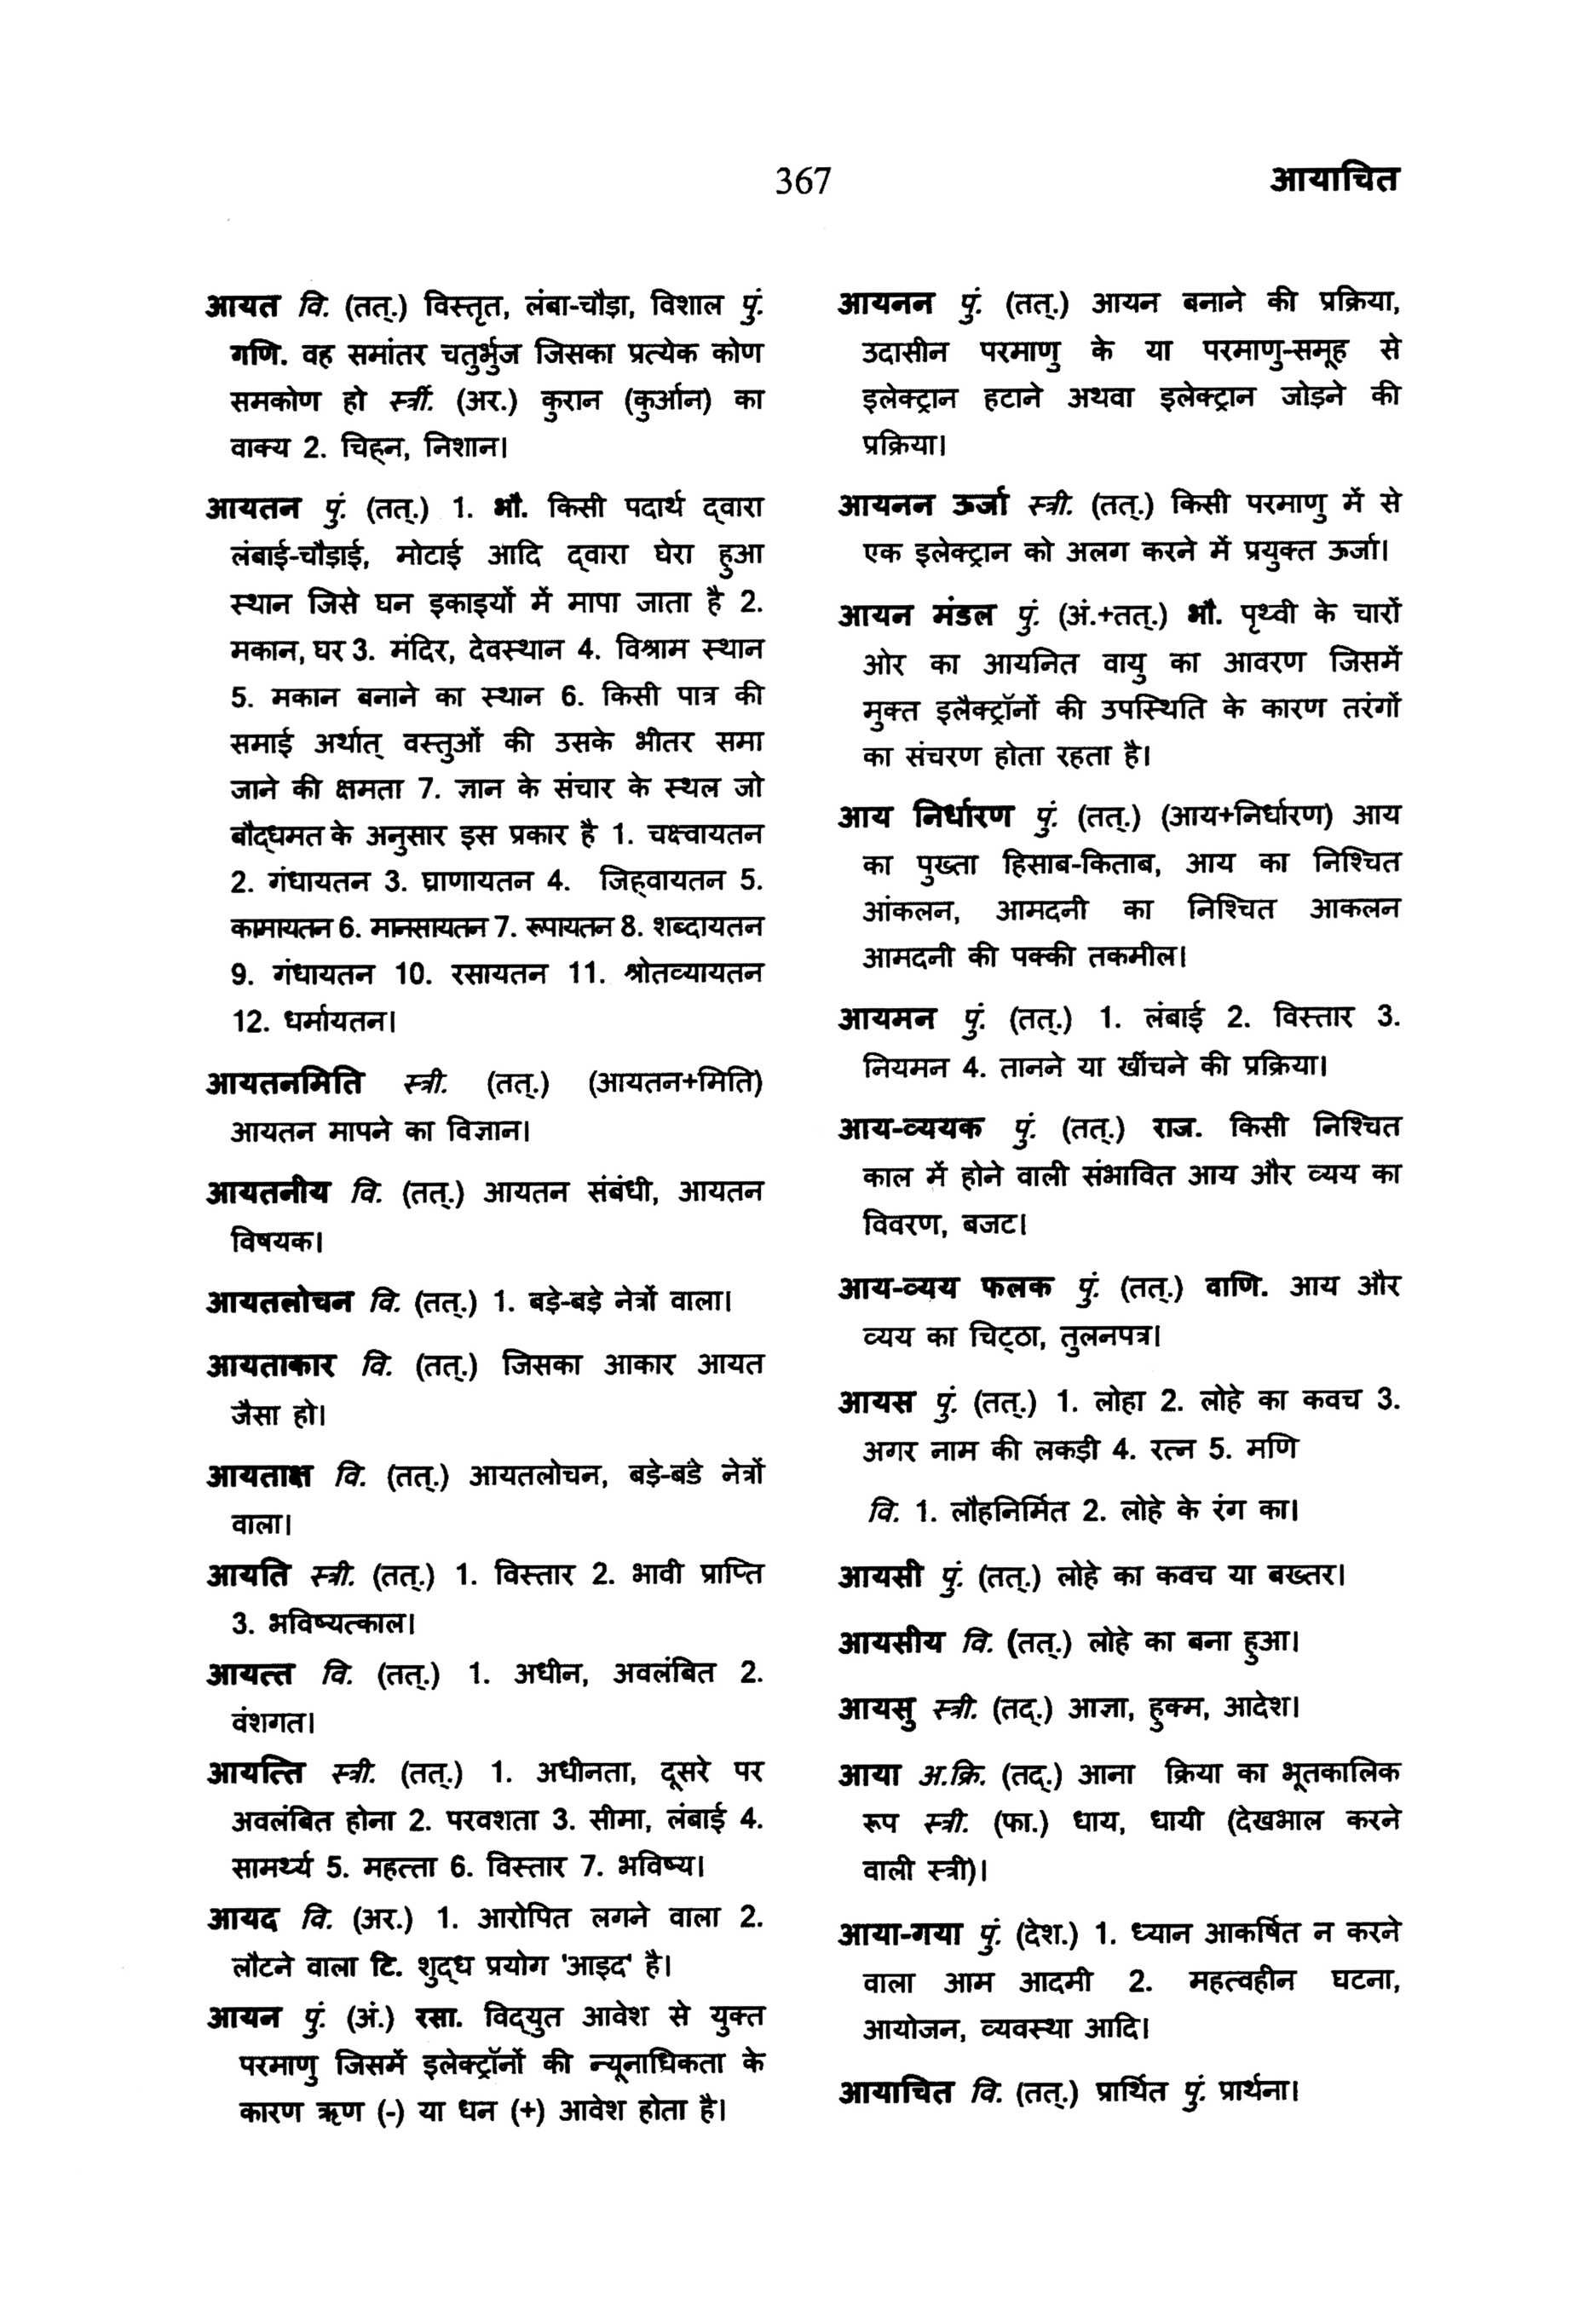 367
आयाचित
आयत वि. (तत्.) विस्तृत, लंबा-चौड़ा, विशाल पुं.
गणि. वह समांतर चतुर्भुज जिसका प्रत्येक कोण
समकोण हो स्त्रीं. (अर.) कुरान (कुर्आन) का
वाक्य 2. चिह्न, निशान।
आयतन पुं. (तत्.) 1. भौ. किसी पदार्थ द्वारा
लंबाई-चौड़ाई, मोटाई आदि द्वारा घेरा हुआ
स्थान जिसे घन इकाइयों में मापा जाता है 2.
मकान, घर 3. मंदिर, देवस्थान 4. विश्राम स्थान
5. मकान बनाने का स्थान 6. किसी पात्र की
समाई अर्थात् वस्तुओं की उसके भीतर समा
जाने की क्षमता 7. ज्ञान के संचार के स्थल जो
बौद्धमत के अनुसार इस प्रकार है 1. चक्ष्वायतन
2. गंधायतन 3. घ्राणायतन 4. जिह्वायतन 5.
कामायतन 6. मानसायतन 7. रूपायतन 8. शब्दायतन
9. गंधायतन 10. रसायतन 11. श्रोतव्यायतन
12. धर्मायतन।
आयतनमिति स्त्री. (तत्.) (आयतन+मिति)
आयतन मापने का विज्ञान।
आयतनीय वि. (तत्.) आयतन संबंधी, आयतन
विषयक।
आयतलोचन वि. (तत्.) 1. बड़े-बड़े नेत्रों वाला।
आयताकार वि. (तत्.) जिसका आकार आयत
जैसा हो।
आयताक्ष वि. (तत्.) आयतलोचन, बड़े-बडे नेत्रों
वाला।
आयति स्त्री. (तत्.) 1. विस्तार 2. भावी प्राप्ति
3. भविष्यत्काल।
आयत्त वि. (तत्.) 1. अधीन, अवलंबित 2.
वंशगत।
आयत्ति स्त्री. (तत्.) 1. अधीनता, दूसरे पर
अवलंबित होना 2. परवशता 3. सीमा, लंबाई 4.
सामर्थ्य 5. महत्ता 6. विस्तार 7. भविष्य।
आयद वि. (अर.) 1. आरोपित लगने वाला 2.
लौटने वाला टि. शुद्ध प्रयोग 'आइद' है।
आयन पुं. (अं.) रसा. विद्युत आवेश से युक्त
परमाणु जिसमें इलेक्ट्रॉनों की न्यूनाधिकता के
कारण ऋण (-) या धन (+) आवेश होता है।
आयनन पुं. (तत्.) आयन बनाने की प्रक्रिया,
उदासीन परमाणु के या परमाणु-समूह से
इलेक्ट्रान हटाने अथवा इलेक्ट्रान जोड़ने की
प्रक्रिया।
आयनन ऊर्जा स्त्री. (तत्.) किसी परमाणु में से
एक इलेक्ट्रान को अलग करने में प्रयुक्त ऊर्जा।
आयन मंडल पुं. (अं.+तत्.) भौ. पृथ्वी के चारों
ओर का आयनित वायु का आवरण जिसमें
मुक्त इलैक्ट्रॉनों की उपस्थिति के कारण तरंगों
का संचरण होता रहता है।
आय निर्धारण पुं. (तत्.) (आय+निर्धारण) आय
का पुख्ता हिसाब-किताब, आय का निश्चित
आंकलन, आमदनी का निश्चित आकलन
आमदनी की पक्की तकमील।
आयमन पुं. (तत्.) 1. लंबाई 2. विस्तार 3.
नियमन 4. तानने या खींचने की प्रक्रिया।
आय-व्ययक पुं. (तत्.) राज. किसी निश्चित
काल में होने वाली संभावित आय और व्यय का
विवरण, बजट।
आय-व्यय फलक पुं. (तत्.) वाणि. आय और
व्यय का चिट्ठा, तुलनपत्र।
आयस पुं. (तत्.) 1. लोहा 2. लोहे का कवच 3.
अगर नाम की लकड़ी 4. रत्न 5. मणि
वि. 1. लौहनिर्मित 2. लोहे के रंग का।
आयसी पुं. (तत्.) लोहे का कवच या बख्तर।
आयसीय वि. (तत्.) लोहे का बना हुआ।
आयसु स्त्री. (तद्.) आज्ञा, हुक्म, आदेश।
आया अ.क्रि. (तद्.) आना क्रिया का भूतकालिक
रूप स्त्री. (फा.) धाय, धायी (देखभाल करने
वाली स्त्री)।
आया-गया पुं. (देश.) 1. ध्यान आकर्षित न करने
वाला आम आदमी 2. महत्वहीन घटना,
आयोजन, व्यवस्था आदि।
आयाचित वि. (तत्.) प्रार्थित पुं. प्रार्थना।